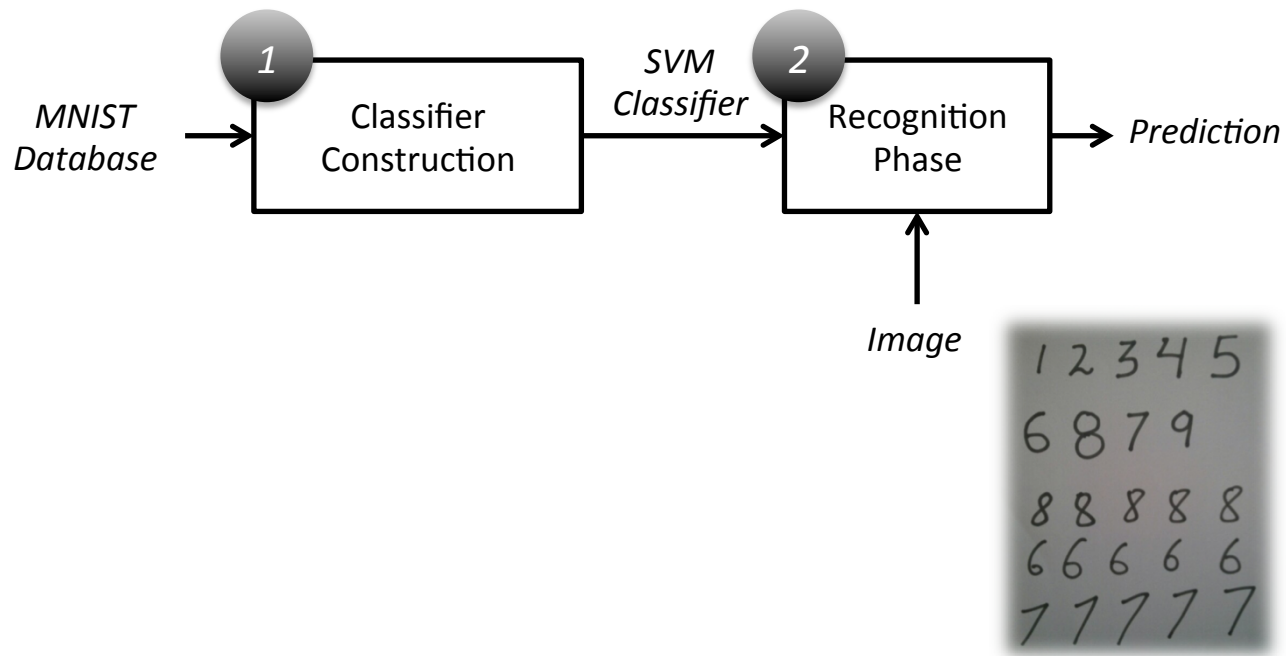 1
2
MNIST
Database
Classifier
Construction
SVM
Classifier
Recognition
Phase
Prediction
Image
1 2 3 4 5
6 8 7 9
8 8 8 8 8
6 6 6 6 6
7 7 7 7 7